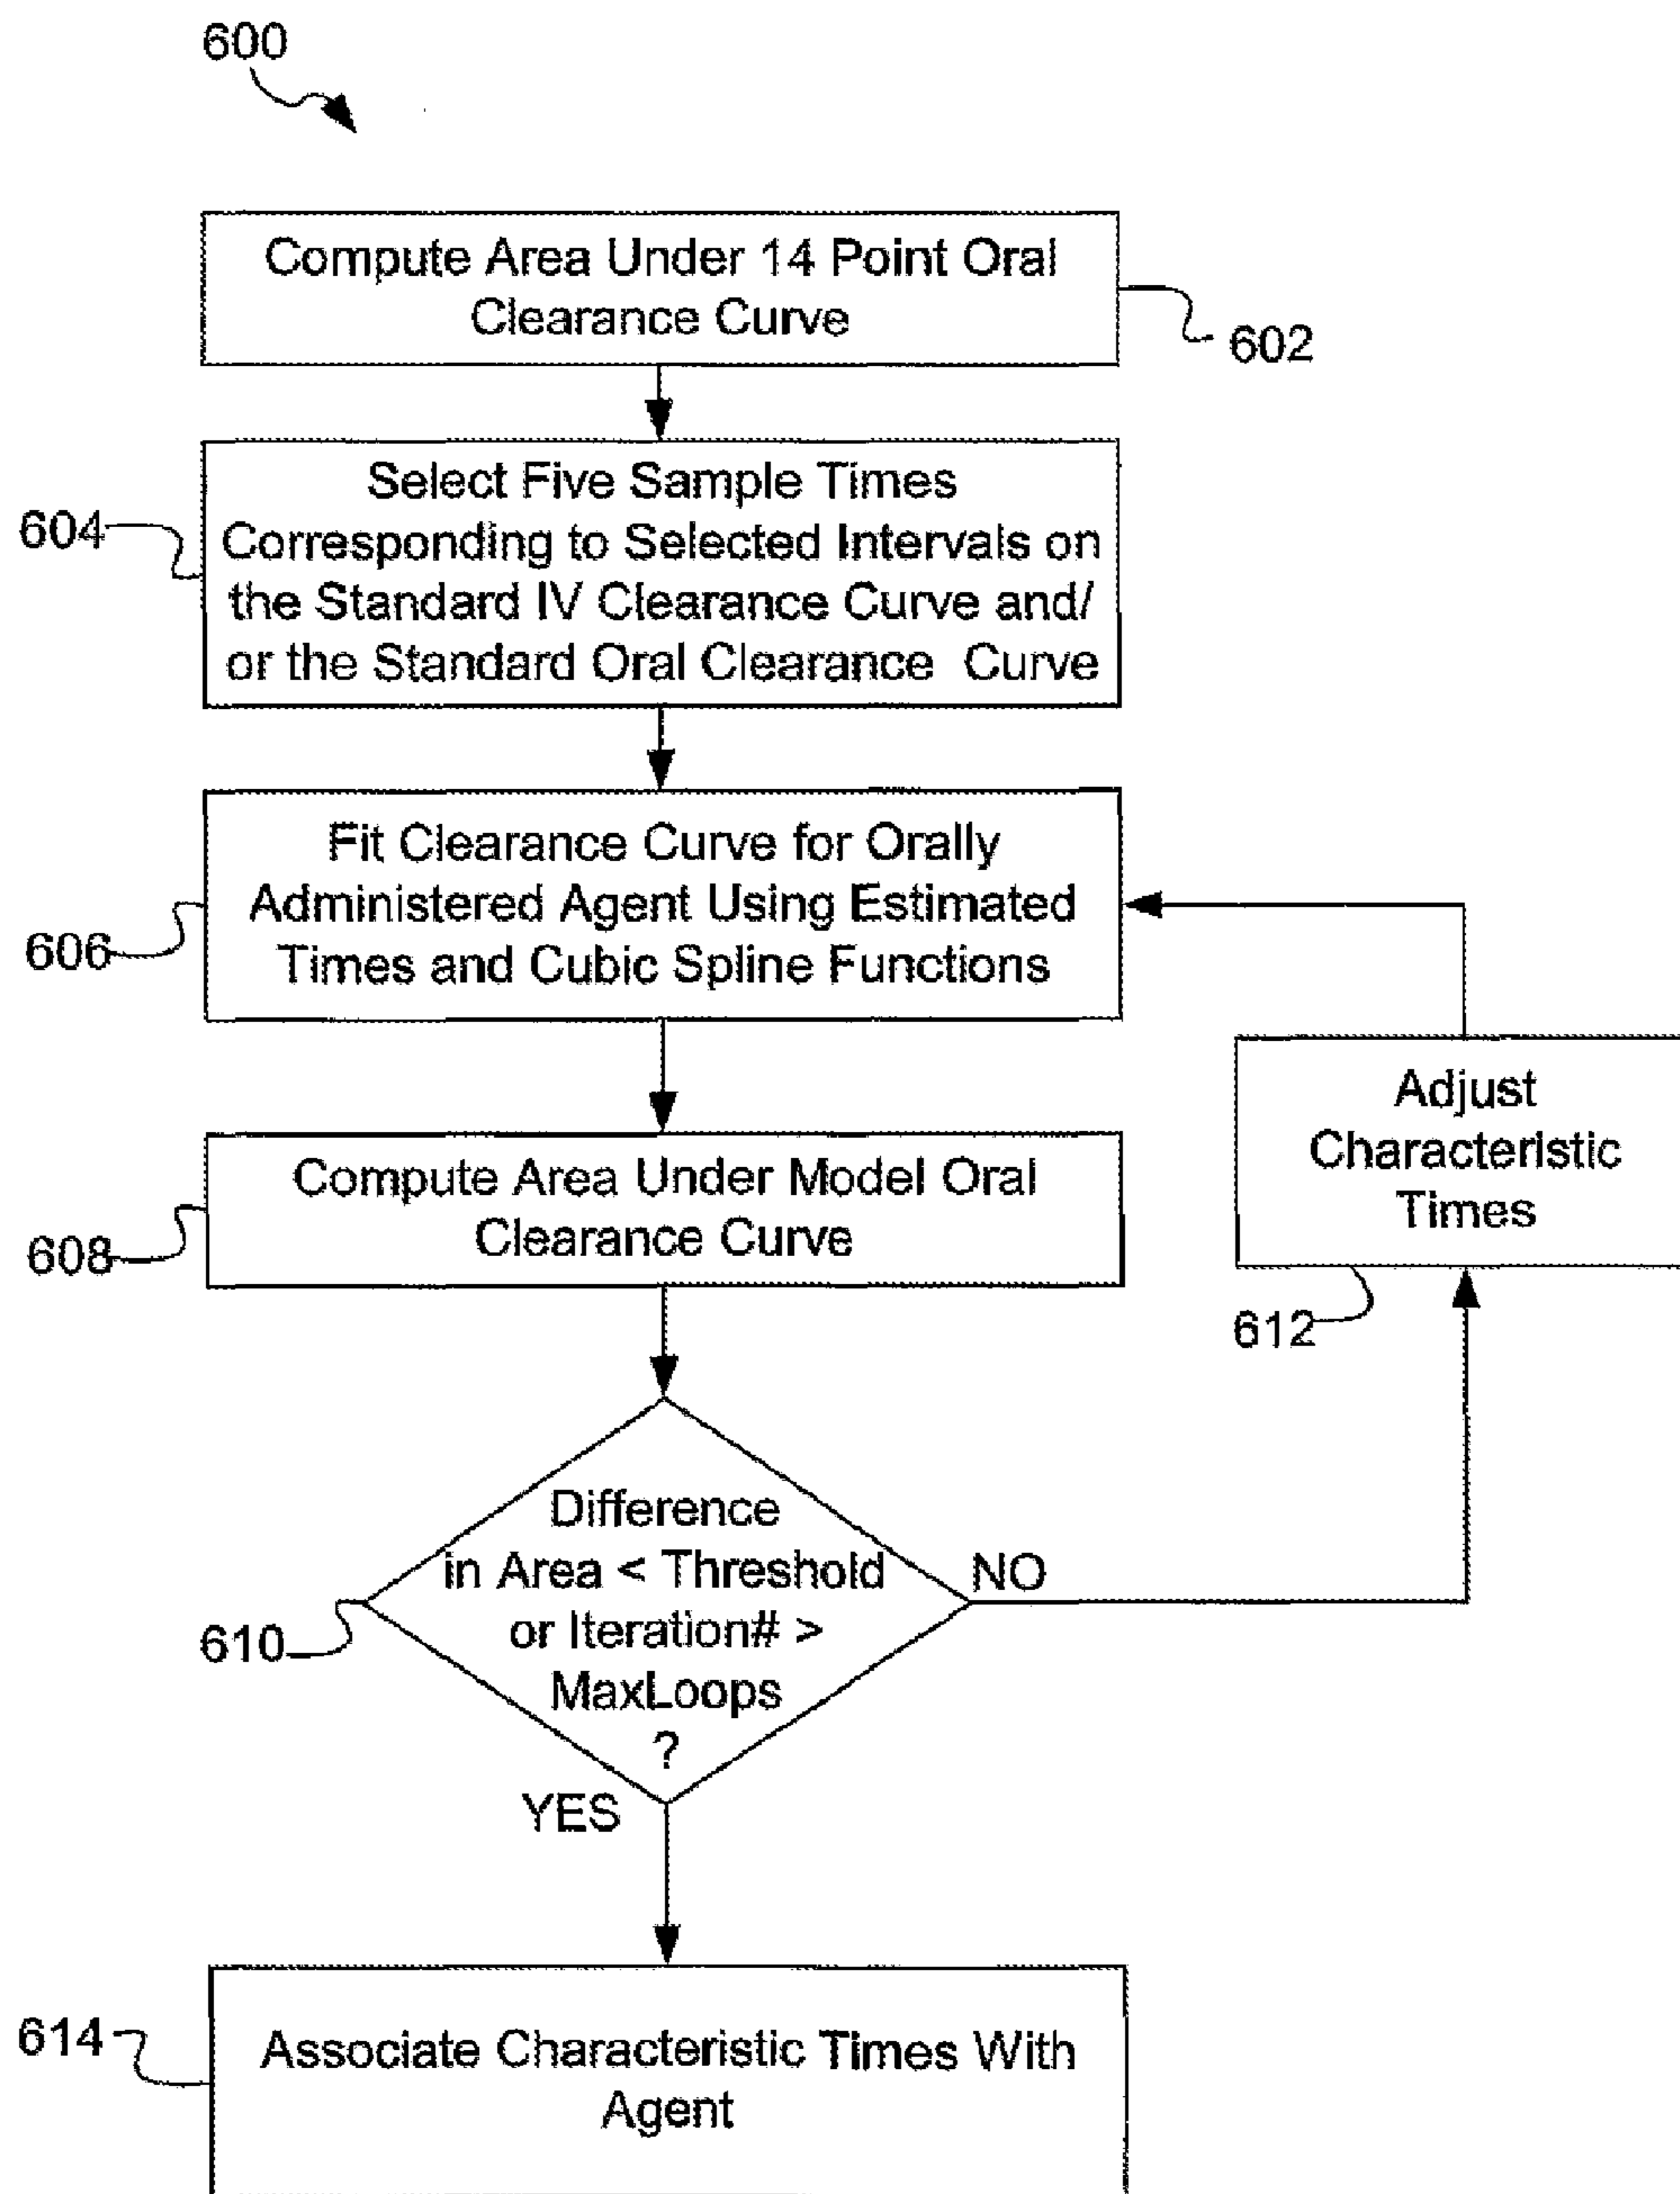 600
Compute Area Under 14 Point Oral
Clearance Curve
602
Select Five Sample Times
Corresponding to Selected Intervals on
the Standard IV Clearance Curve and/
or the Standard Oral Clearance Curve
604
Fit Clearance Curve for Orally
Administered Agent Using Estimated
Times and Cubic Spline Functions
606
Adjust
Characteristic
Times
612
Compute Area Under Model Oral
Clearance Curve
608
Difference
in Area < Threshold
or Iteration# >
MaxLoops
?
610
NO
YES
Associate Characteristic Times With
Agent
614